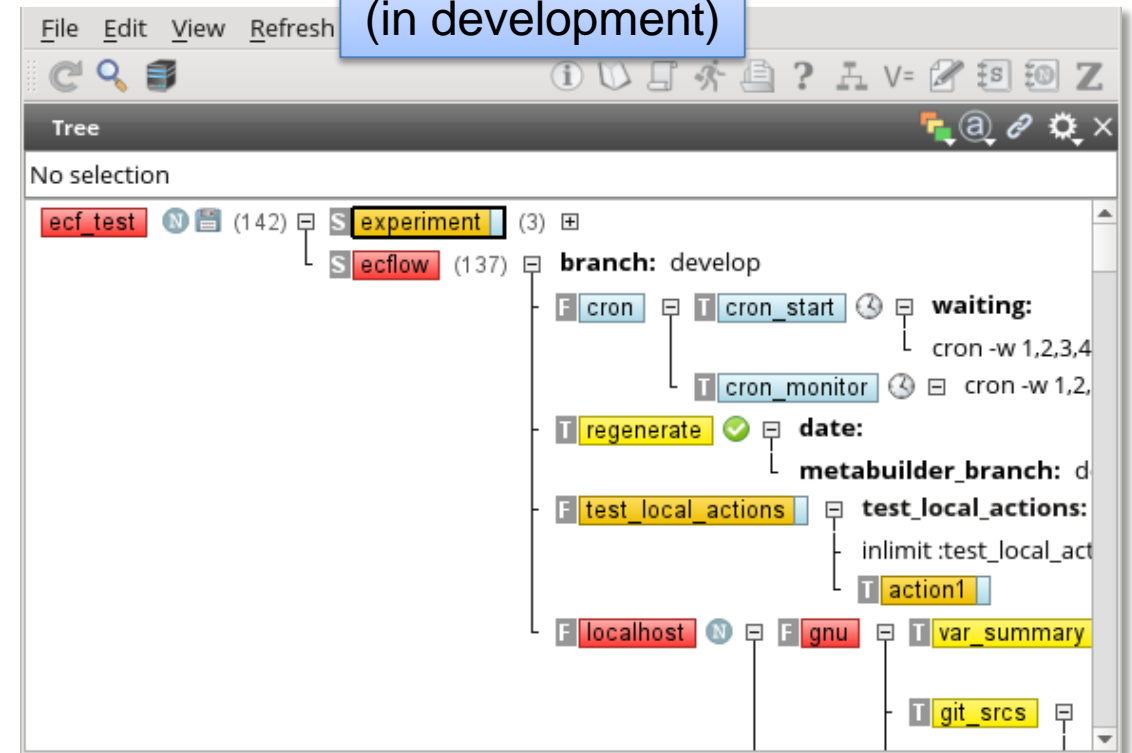 (in development)
File Edit View Refresh
i ? V= S N Z
Tree a
No selection
ecf_test N (142) S experiment (3)
S ecflow (137) branch: develop
F cron T cron_start waiting:
cron -w 1,2,3,4
T cron_monitor cron -w 1,2,
T regenerate date:
metabuilder_branch: d
F test_local_actions test_local_actions:
inlimit :test_local_act
T action1
F localhost N F gnu T var_summary
T git_srcs